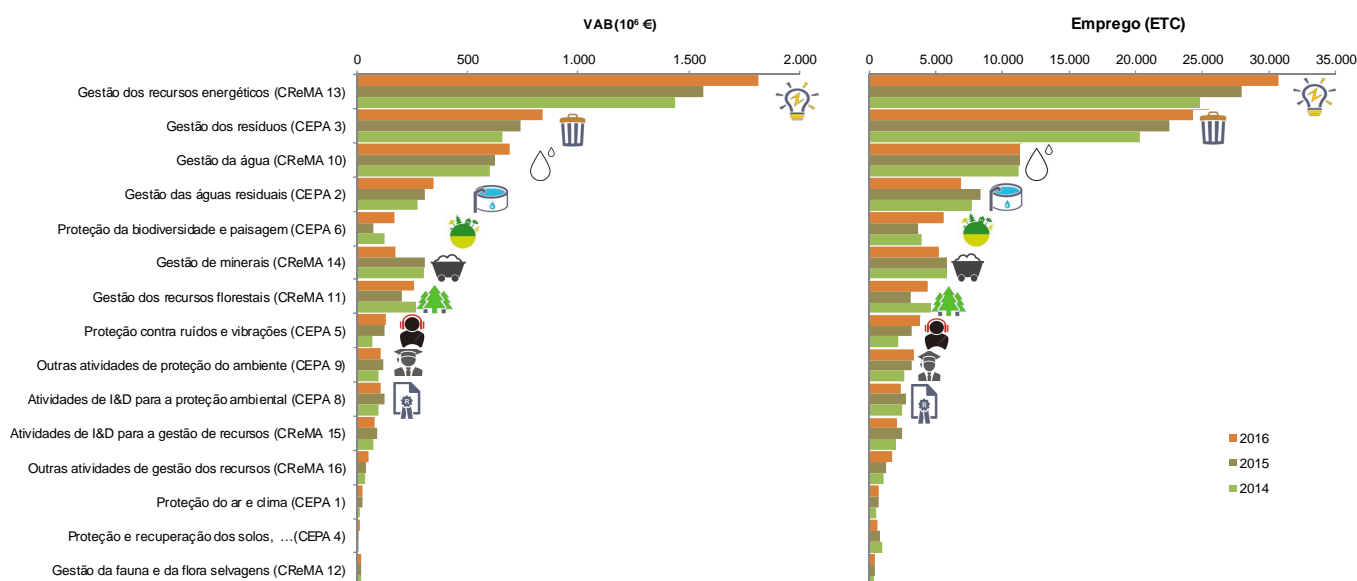 VAB (10⁶ €)
Emprego (ETC)
0 500 1.000 1.500 2.000
0 5.000 10.000 15.000 20.000 25.000 30.000 35.000
Gestão dos recursos energéticos (CReMA 13)
Gestão dos resíduos (CEPA 3)
Gestão da água (CReMA 10)
Gestão das águas residuais (CEPA 2)
Proteção da biodiversidade e paisagem (CEPA 6)
Gestão de minerais (CReMA 14)
Gestão dos recursos florestais (CReMA 11)
Proteção contra ruídos e vibrações (CEPA 5)
Outras atividades de proteção do ambiente (CEPA 9)
Atividades de I&D para a proteção ambiental (CEPA 8)
R
R
Atividades de I&D para a gestão de recursos (CReMA 15)
Outras atividades de gestão dos recursos (CReMA 16)
Proteção do ar e clima (CEPA 1)
Proteção e recuperação dos solos, ...(CEPA 4)
Gestão da fauna e da flora selvagens (CReMA 12)
2016
2015
2014